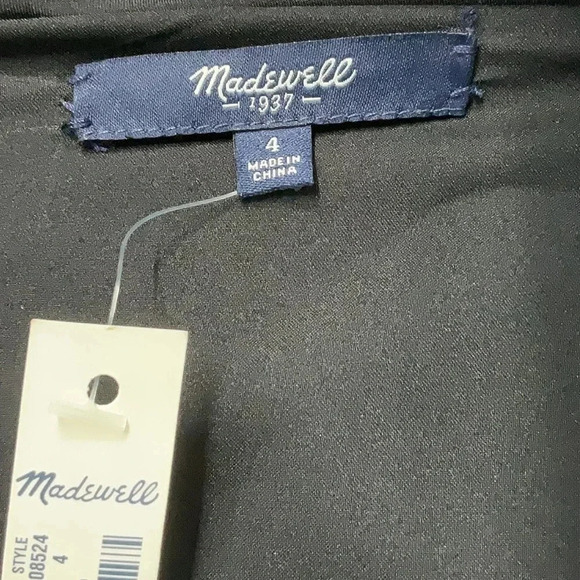 Madewell
1937
4
MADE IN
CHINA
Madewell
STYLE
08524
4